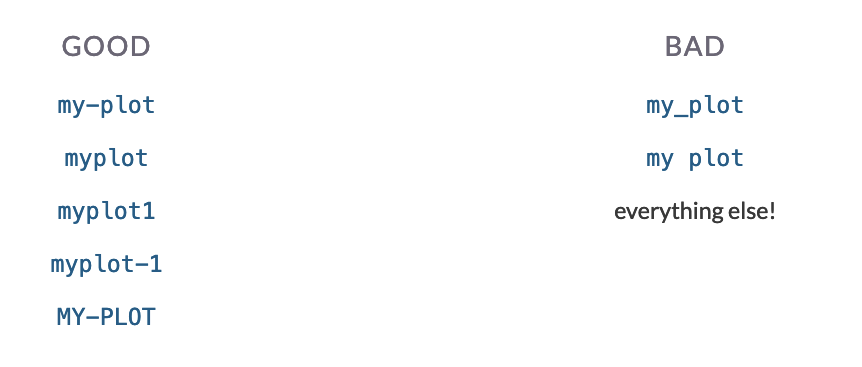 GOOD BAD
my-plot my_plot
myplot my plot
myplot1 everything else!
myplot-1
MY-PLOT